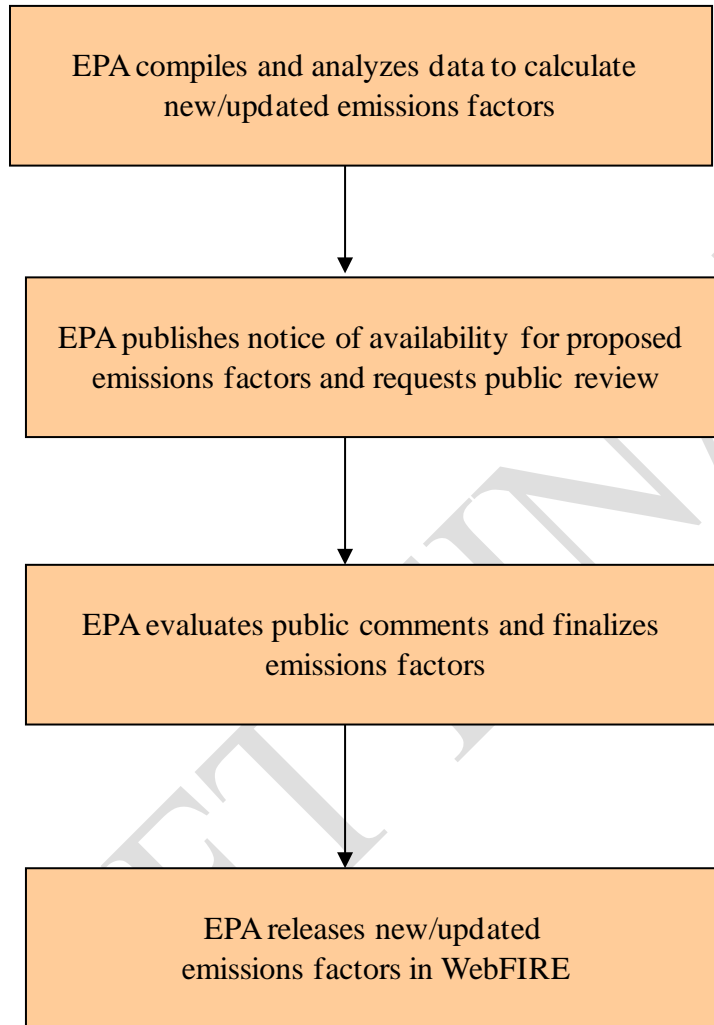 EPA compiles and analyzes data to calculate
new/updated emissions factors
EPA publishes notice of availability for proposed
emissions factors and requests public review
EPA evaluates public comments and finalizes
emissions factors
EPA releases new/updated
emissions factors in WebFIRE